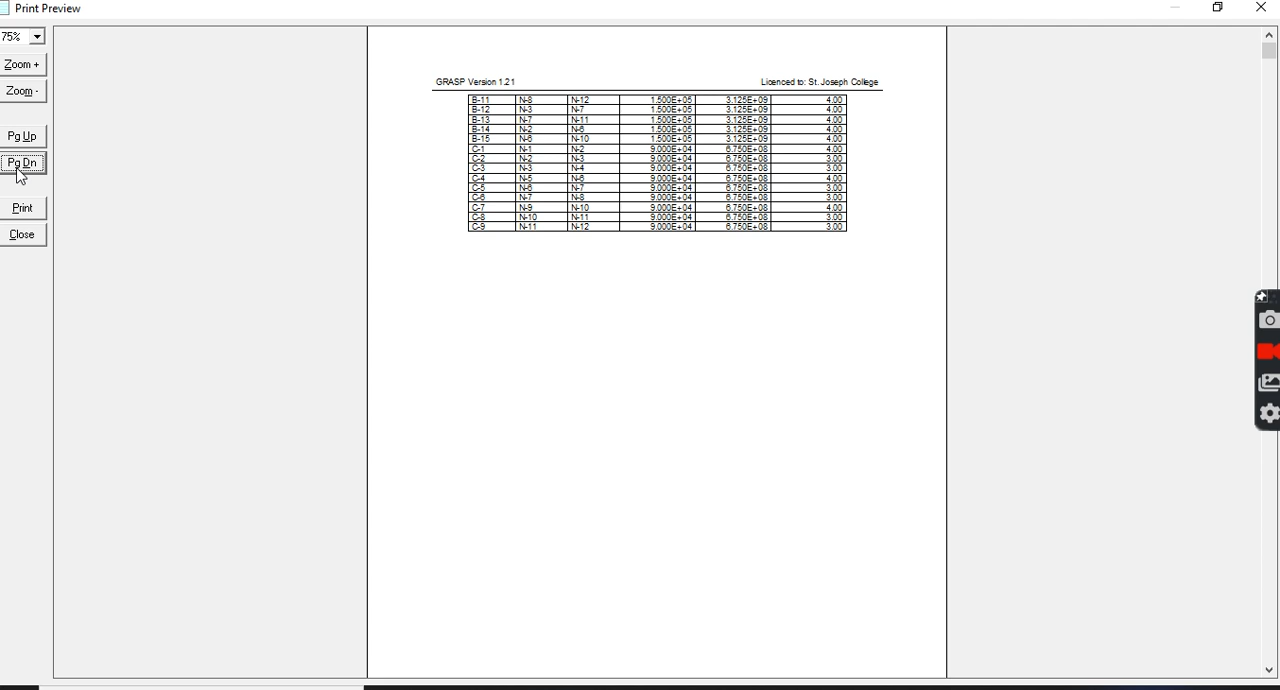 Print Preview
75%
Zoom +
Zoom -
Pg Up
Pg Dn
Print
Close
GRASP Version 1.21 Licenced to: St. Joseph College
B-11 N-8 N-12 1.500E+05 3.125E+09 4.00
B-12 N-3 N-7 1.500E+05 3.125E+09 4.00
B-13 N-7 N-11 1.500E+05 3.125E+09 4.00
B-14 N-2 N-6 1.500E+05 3.125E+09 4.00
B-15 N-6 N-10 1.500E+05 3.125E+09 4.00
C-1 N-1 N-2 9.000E+04 6.750E+08 4.00
C-2 N-2 N-3 9.000E+04 6.750E+08 3.00
C-3 N-3 N-4 9.000E+04 6.750E+08 3.00
C-4 N-5 N-6 9.000E+04 6.750E+08 4.00
C-5 N-6 N-7 9.000E+04 6.750E+08 3.00
C-6 N-7 N-8 9.000E+04 6.750E+08 3.00
C-7 N-9 N-10 9.000E+04 6.750E+08 4.00
C-8 N-10 N-11 9.000E+04 6.750E+08 3.00
C-9 N-11 N-12 9.000E+04 6.750E+08 3.00